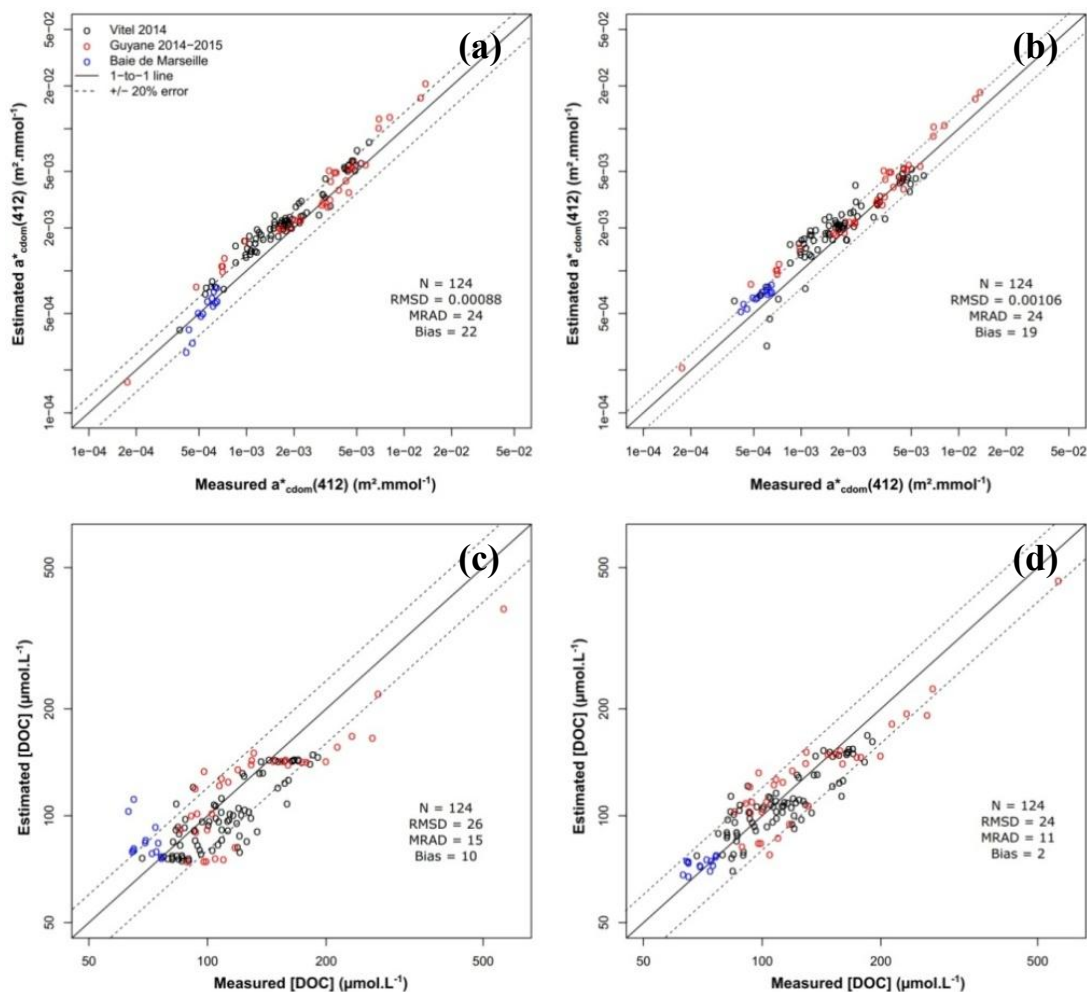 (a)
Vitel 2014
Guyane 2014−2015
Baie de Marseille
1−to−1 line
+/− 20% error
Estimated a*cdom(412) (m².mmol-1)
5e−02
2e−02
5e−03
2e−03
5e−04
1e−04
N = 124
RMSD = 0.00088
MRAD = 24
Bias = 22
1e−04 2e−04 5e−04 1e−03 2e−03 5e−03 1e−02 2e−02 5e−02
Measured a*cdom(412) (m².mmol-1)
(b)
Estimated a*cdom(412) (m².mmol-1)
5e−02
2e−02
5e−03
2e−03
5e−04
1e−04
N = 124
RMSD = 0.00106
MRAD = 24
Bias = 19
1e−04 2e−04 5e−04 1e−03 2e−03 5e−03 1e−02 2e−02 5e−02
Measured a*cdom(412) (m².mmol-1)
(c)
Estimated [DOC] (µmol.L-1)
500
200
100
50
N = 124
RMSD = 26
MRAD = 15
Bias = 10
50 100 200 500
Measured [DOC] (µmol.L-1)
(d)
Estimated [DOC] (µmol.L-1)
500
200
100
50
N = 124
RMSD = 24
MRAD = 11
Bias = 2
50 100 200 500
Measured [DOC] (µmol.L-1)